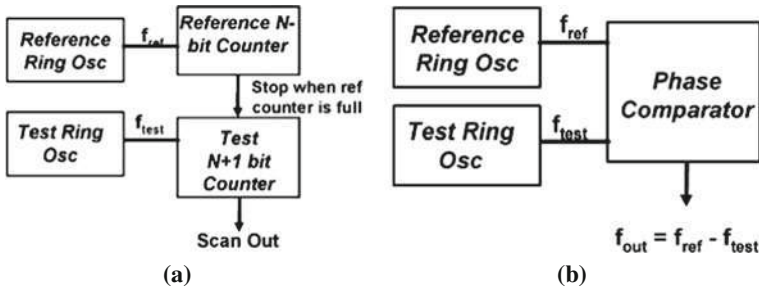 Reference
Ring Osc
f_ref
Reference N-
bit Counter
Stop when ref
counter is full
Test Ring
Osc
f_test
Test
N+1 bit
Counter
Scan Out
(a)
Reference
Ring Osc
f_ref
Test Ring
Osc
f_test
Phase
Comparator
f_out = f_ref - f_test
(b)